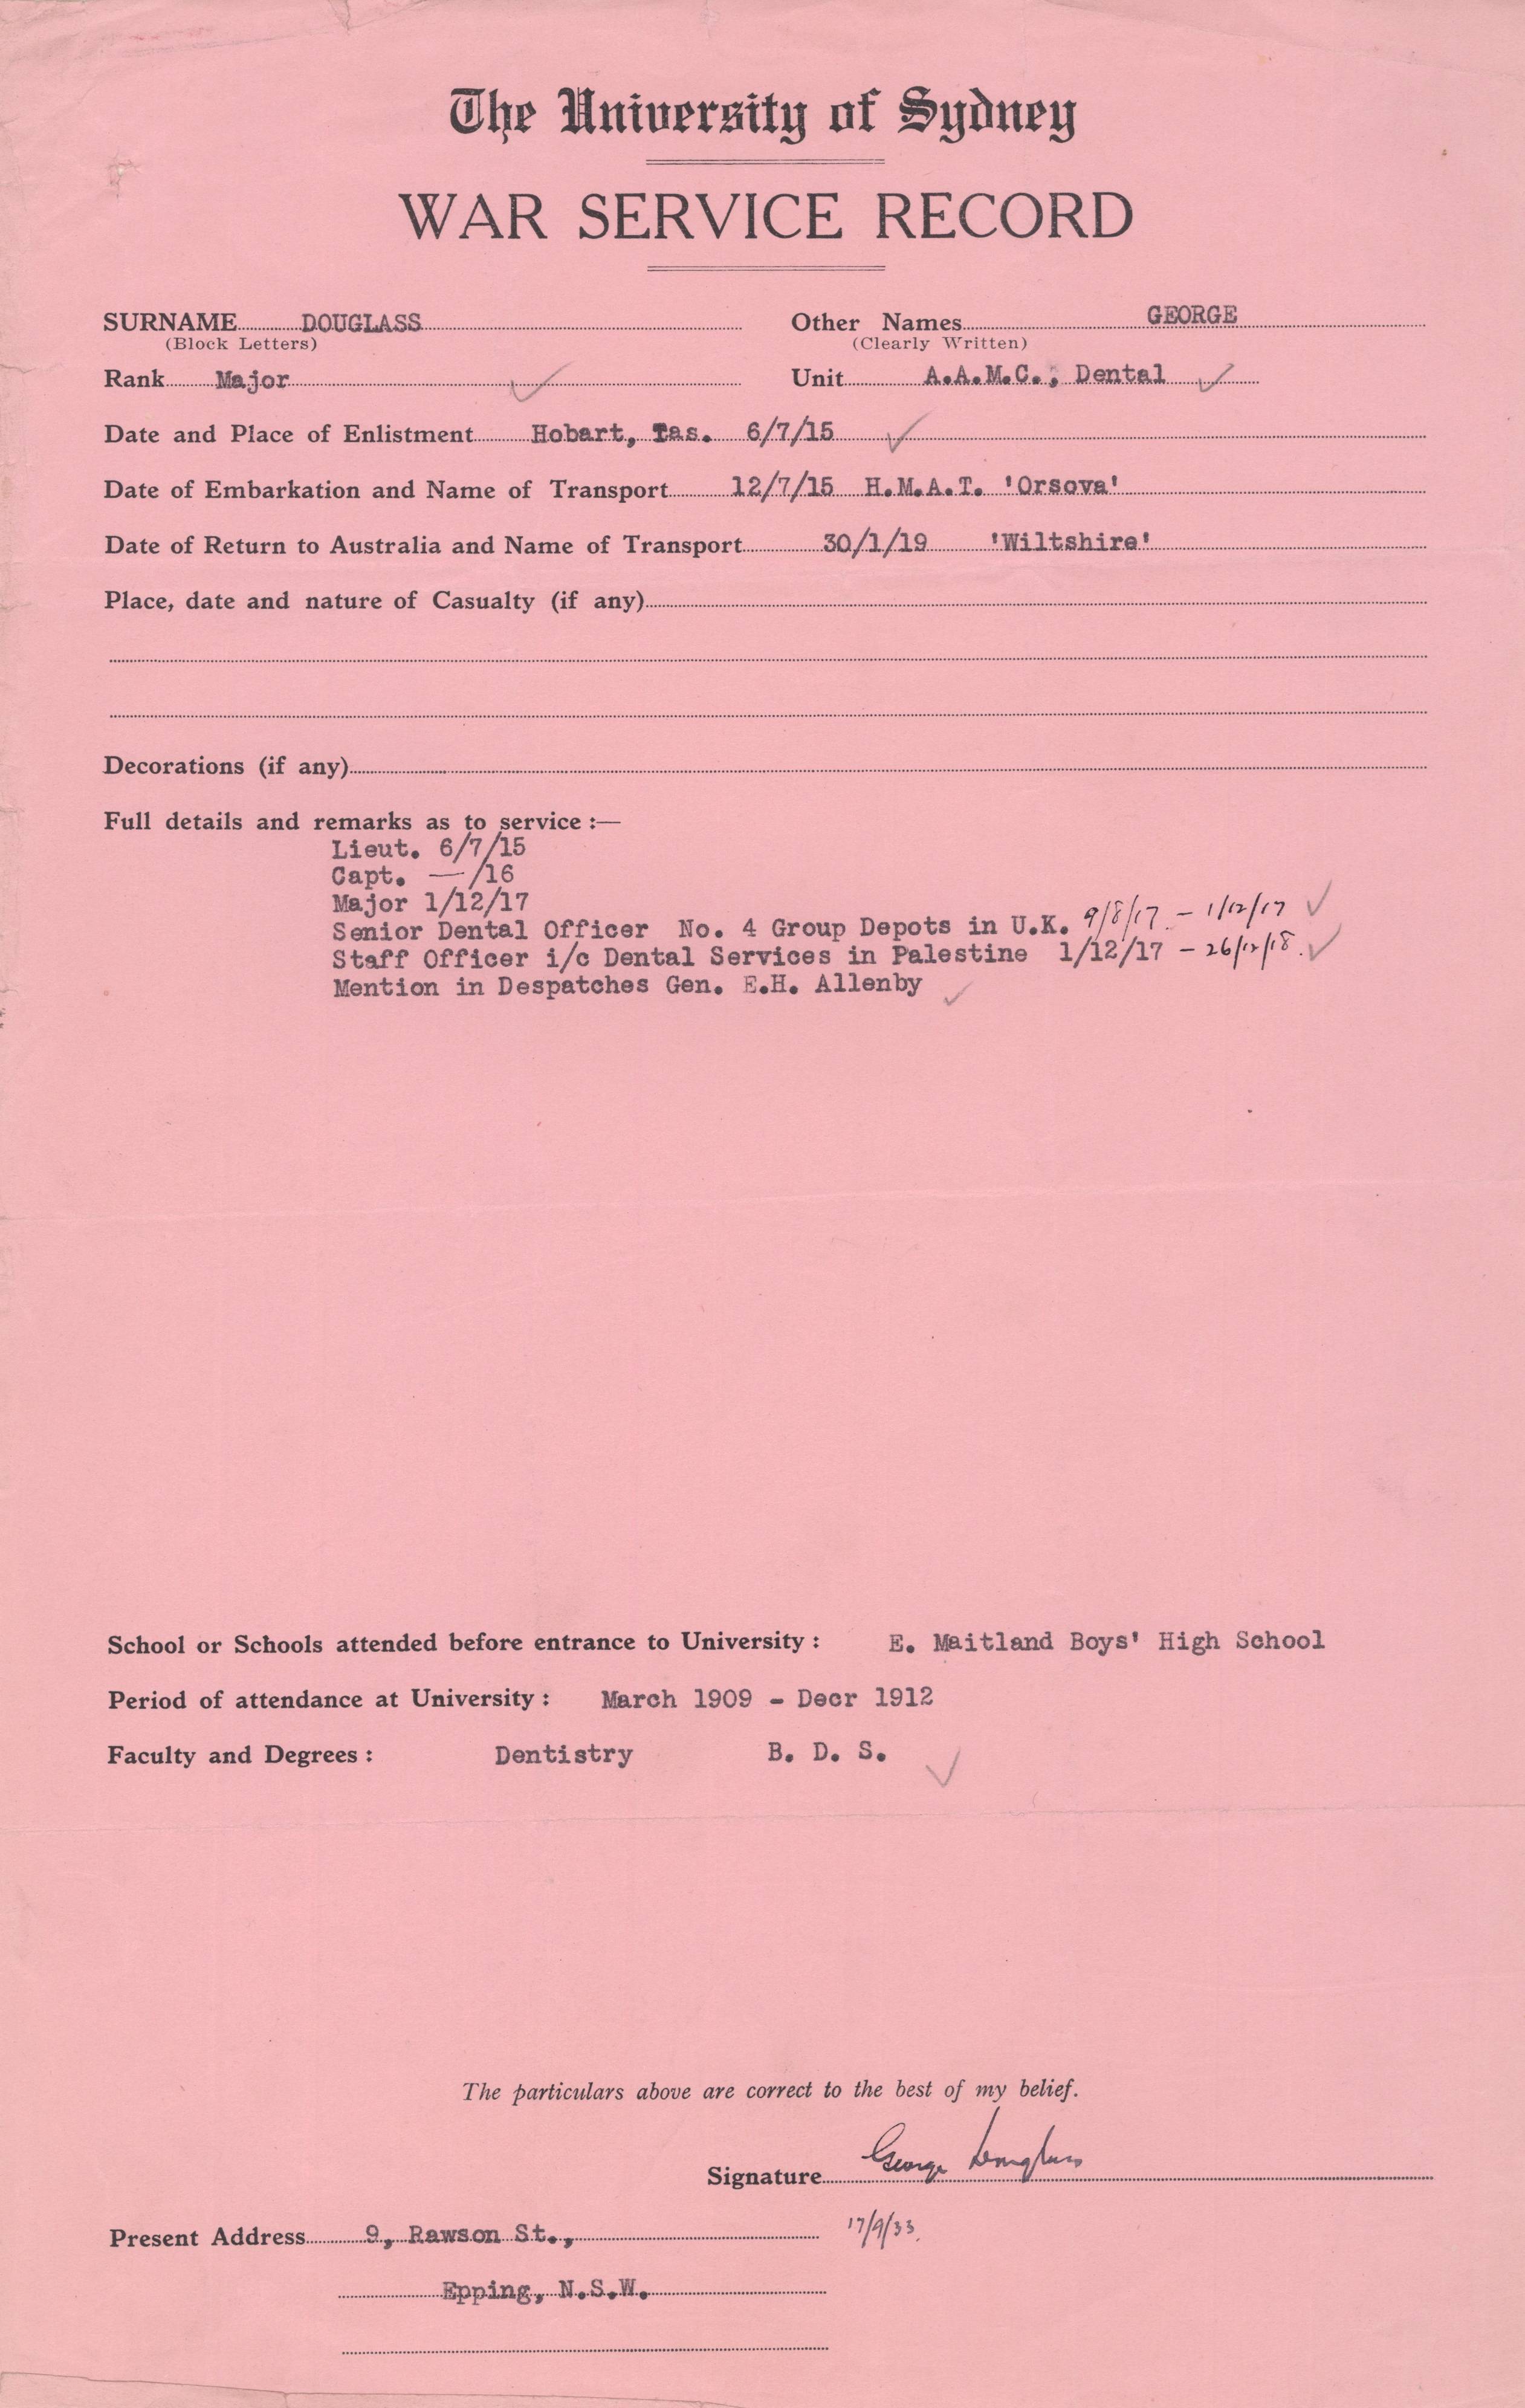 The University of Sydney
WAR SERVICE RECORD
SURNAME DOUGLASS Other Names GEORGE
(Block Letters) (Clearly Written)
Rank Major Unit A.A.M.C., Dental
Date and Place of Enlistment Hobart, Tas. 6/7/15
Date of Embarkation and Name of Transport 12/7/15 H.M.A.T. 'Orsova'
Date of Return to Australia and Name of Transport 30/1/19 'Wiltshire'
Place, date and nature of Casualty (if any)
Decorations (if any)
Full details and remarks as to service :—
Lieut. 6/7/15
Capt. — /16
Major 1/12/17
Senior Dental Officer No. 4 Group Depots in U.K. 9/8/17 - 1/12/17
Staff Officer i/c Dental Services in Palestine 1/12/17 - 26/12/18.
Mention in Despatches Gen. E.H. Allenby
School or Schools attended before entrance to University : E. Maitland Boys' High School
Period of attendance at University : March 1909 - Decr 1912
Faculty and Degrees : Dentistry B. D. S.
The particulars above are correct to the best of my belief.
Signature George Douglass
Present Address 9, Rawson St., 17/9/33.
Epping, N.S.W.